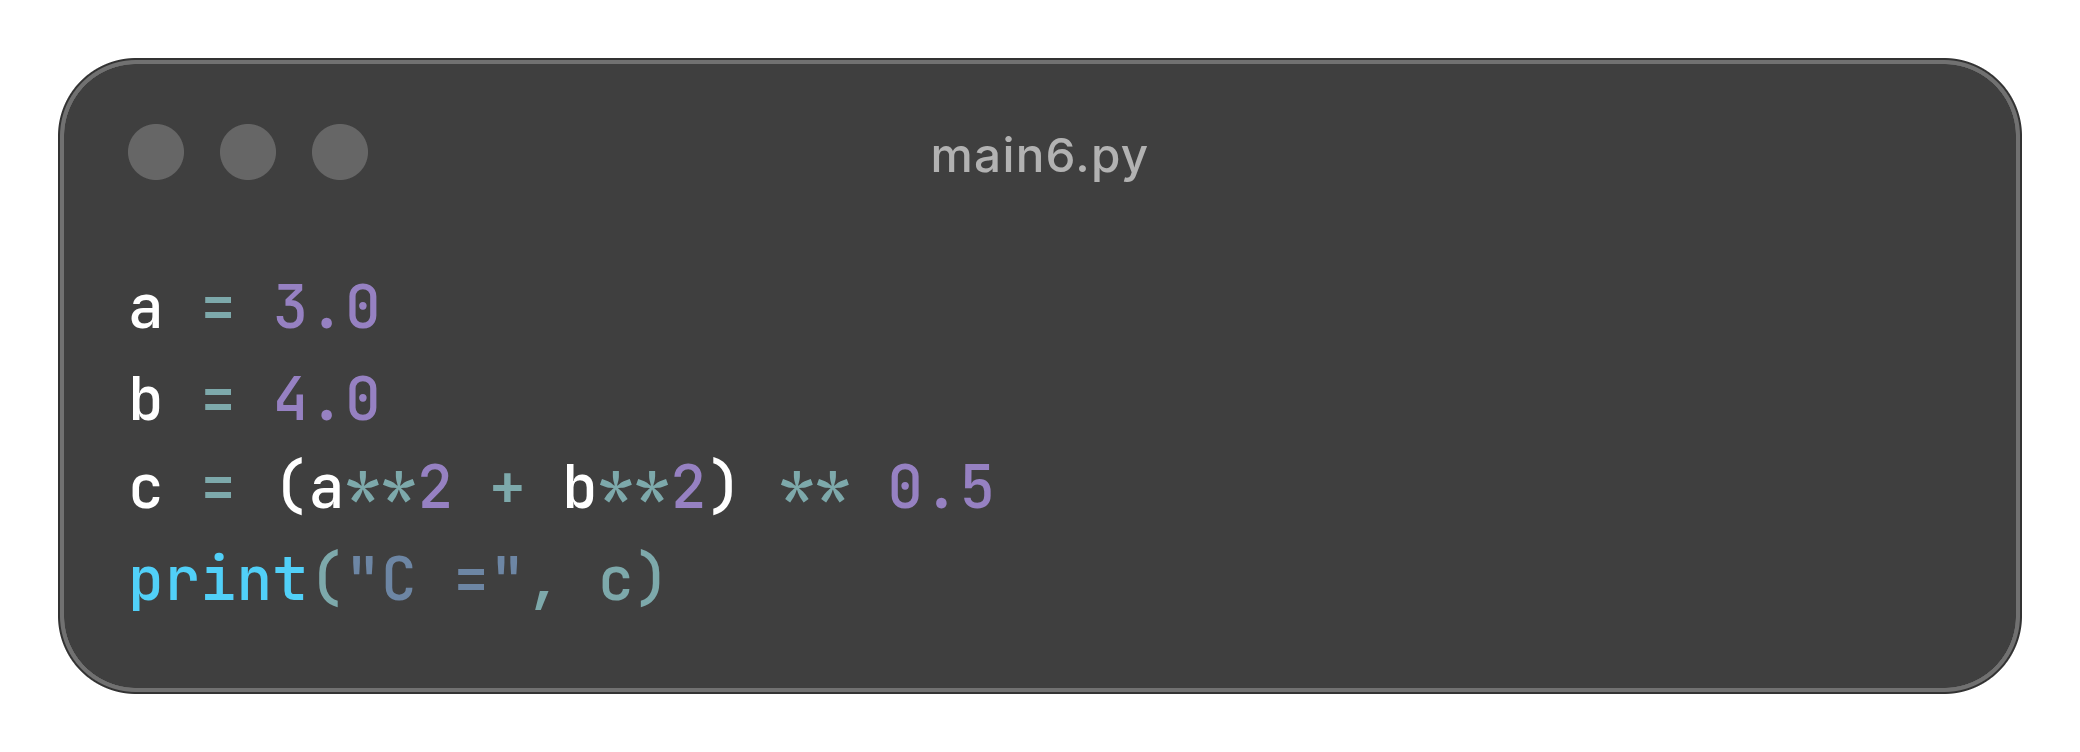 main6.py
a = 3.0
b = 4.0
c = (a**2 + b**2) ** 0.5
print("C =", c)